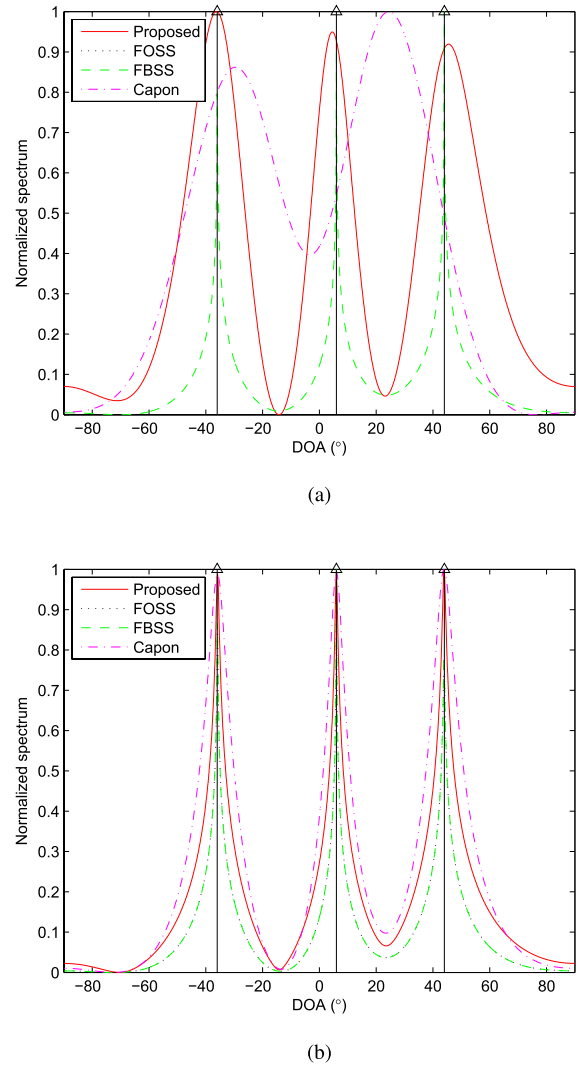 1
0.9
0.8
0.7
0.6
0.5
0.4
0.3
0.2
0.1
0
Normalized spectrum
Proposed
FOSS
FBSS
Capon
−80 −60 −40 −20 0 20 40 60 80
DOA (°)
(a)
1
0.9
0.8
0.7
0.6
0.5
0.4
0.3
0.2
0.1
0
Normalized spectrum
Proposed
FOSS
FBSS
Capon
−80 −60 −40 −20 0 20 40 60 80
DOA (°)
(b)